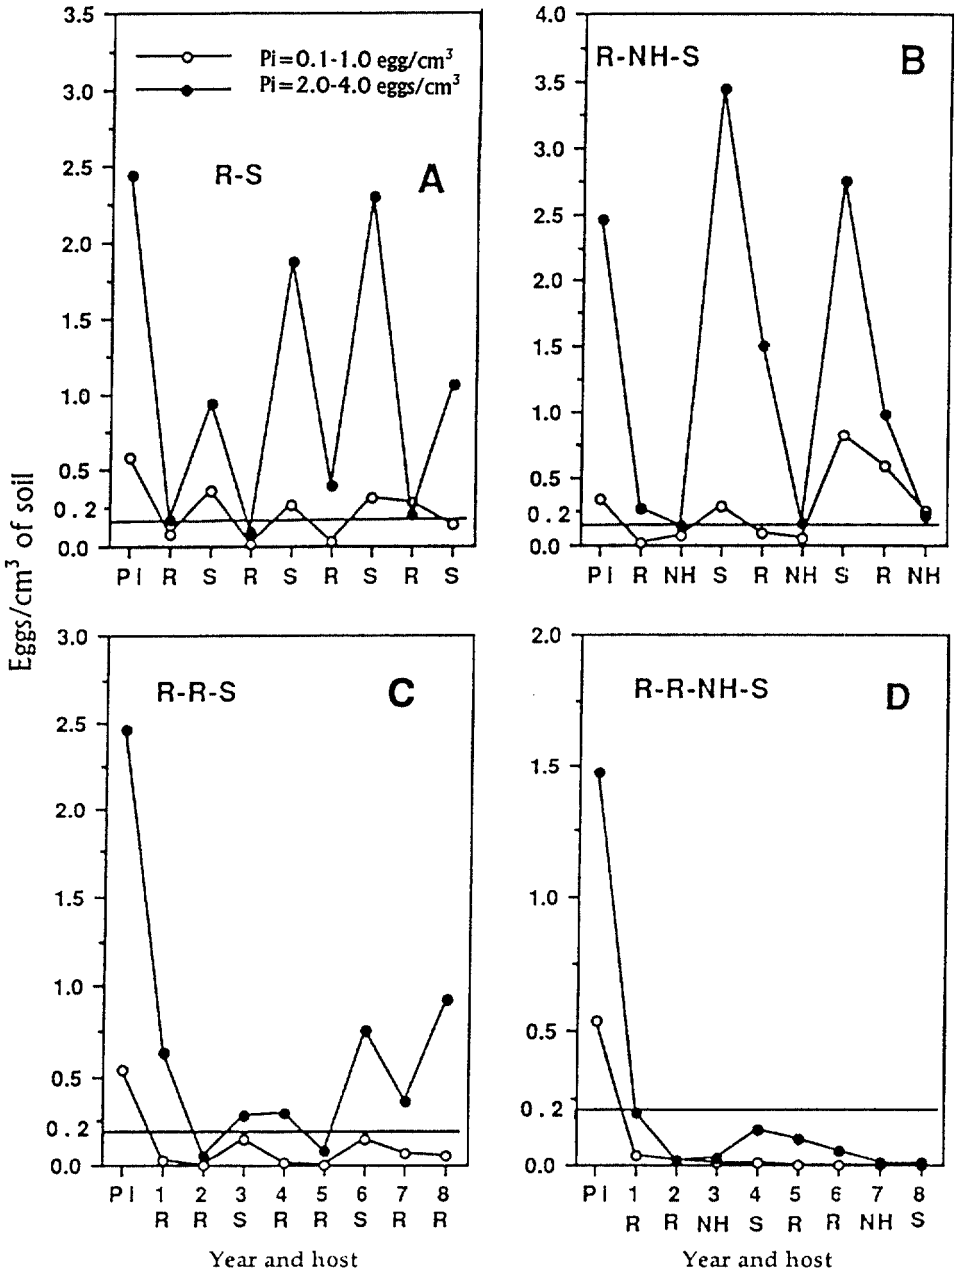 Eggs/cm³ of soil
3.5
3.0
2.5
2.0
1.5
1.0
0.5
0.2
0.0
Pi=0.1-1.0 egg/cm³
Pi=2.0-4.0 eggs/cm³
R-S
A
PI R S R S R S R S
4.0
3.5
3.0
2.5
2.0
1.5
1.0
0.5
0.2
0.0
R-NH-S
B
PI R NH S R NH S R NH
3.0
2.5
2.0
1.5
1.0
0.5
0.2
0.0
R-R-S
C
PI 1 2 3 4 5 6 7 8
R R S R R S R R
Year and host
2.0
1.5
1.0
0.5
0.2
0.0
R-R-NH-S
D
PI 1 2 3 4 5 6 7 8
R R NH S R R NH S
Year and host